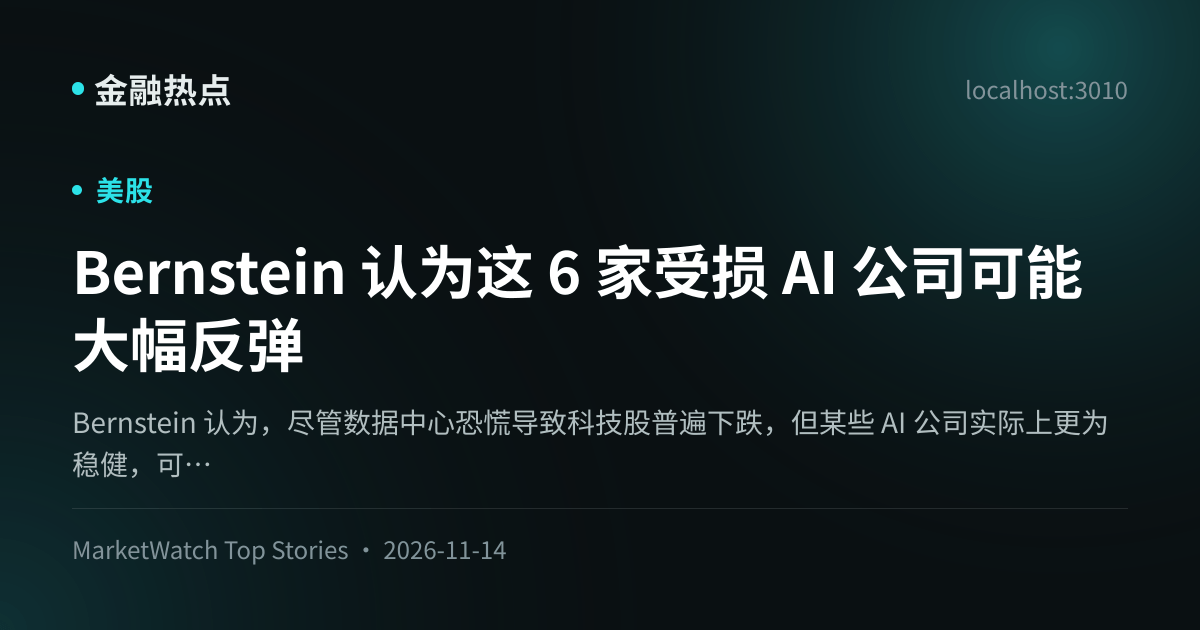 金融热点
localhost:3010
美股
Bernstein 认为这 6 家受损 AI 公司可能
大幅反弹
Bernstein 认为，尽管数据中心恐慌导致科技股普遍下跌，但某些 AI 公司实际上更为
稳健，可…
MarketWatch Top Stories · 2026-11-14